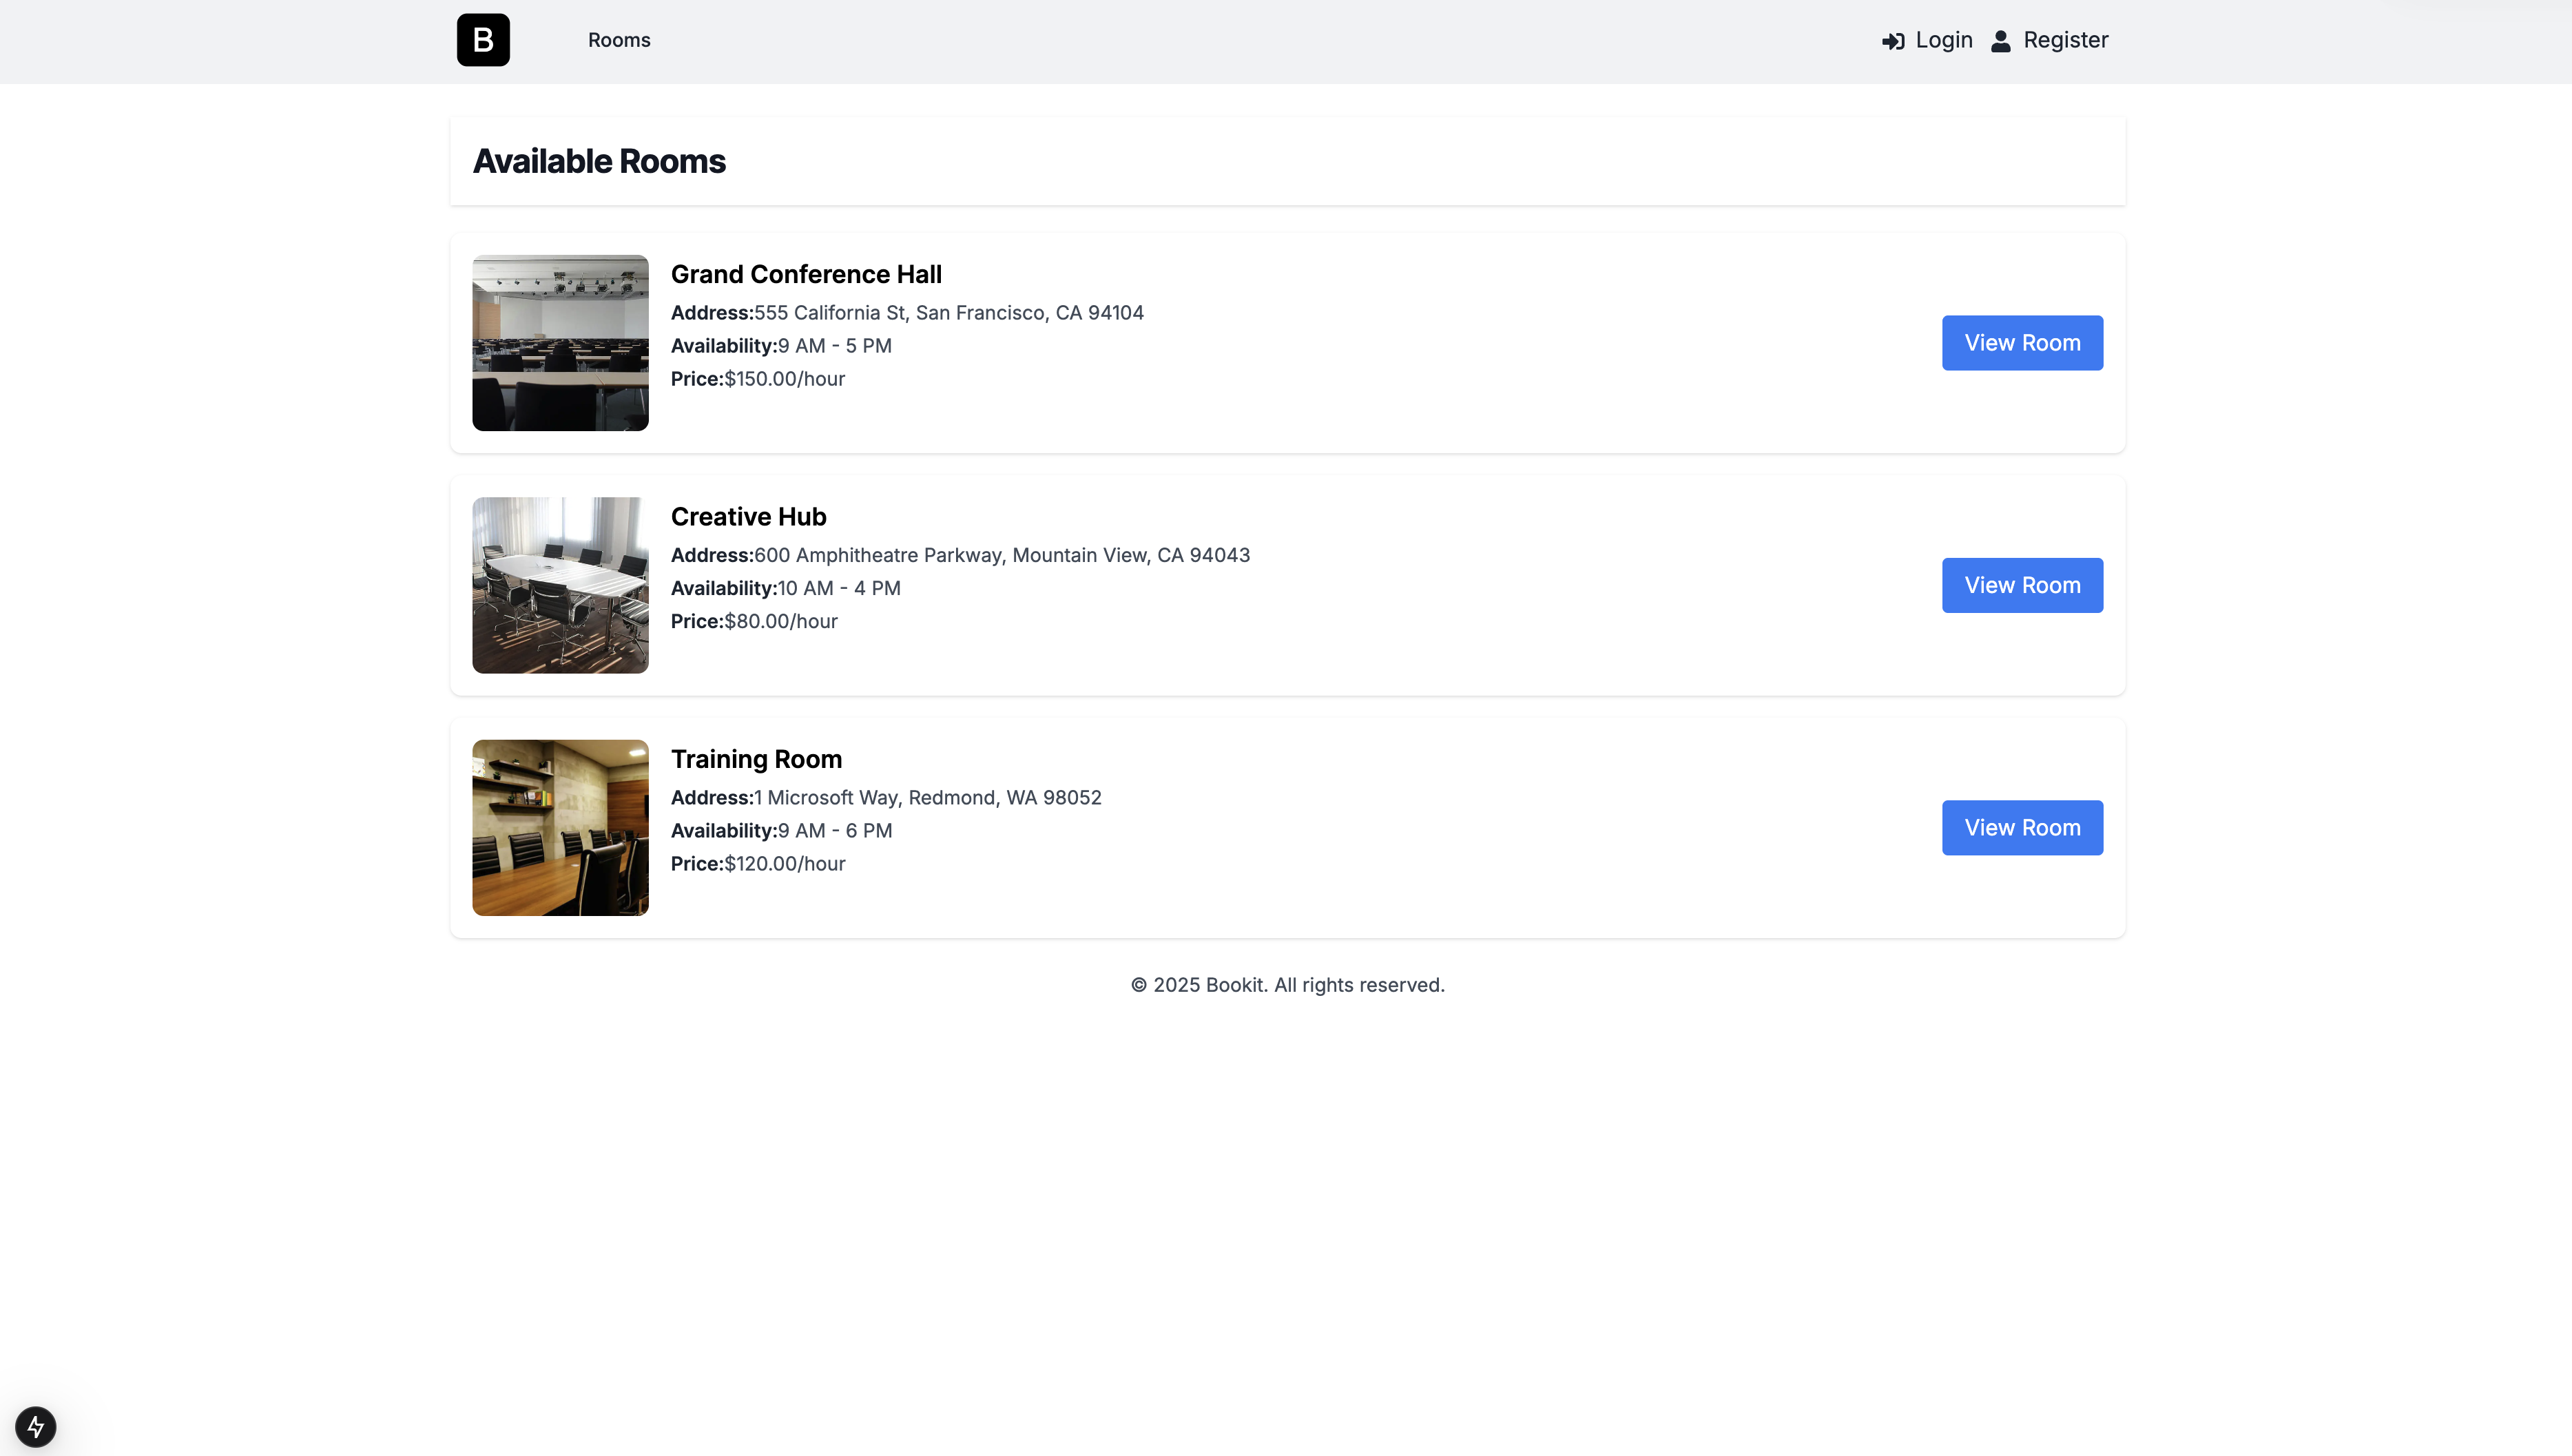 B
Rooms
Login
Register
Available Rooms
Grand Conference Hall
Address:555 California St, San Francisco, CA 94104
Availability:9 AM - 5 PM
Price:$150.00/hour
View Room
Creative Hub
Address:600 Amphitheatre Parkway, Mountain View, CA 94043
Availability:10 AM - 4 PM
Price:$80.00/hour
View Room
Training Room
Address:1 Microsoft Way, Redmond, WA 98052
Availability:9 AM - 6 PM
Price:$120.00/hour
View Room
© 2025 Bookit. All rights reserved.